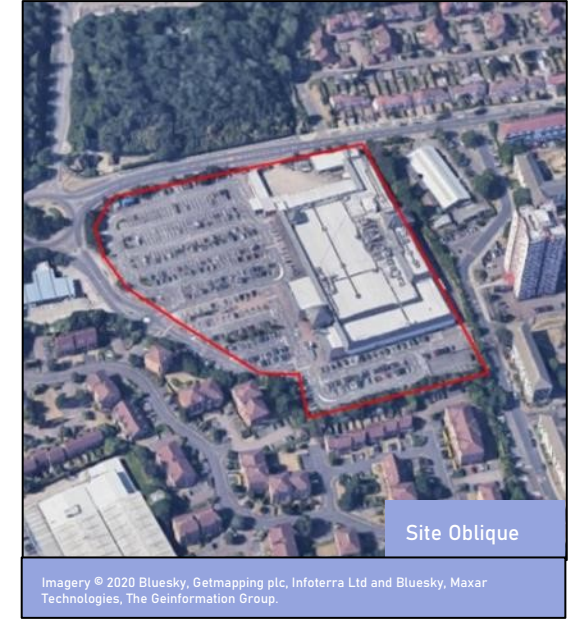 Site Oblique
Imagery © 2020 Bluesky, Getmapping plc, Infoterra Ltd and Bluesky, Maxar
Technologies, The Geinformation Group.